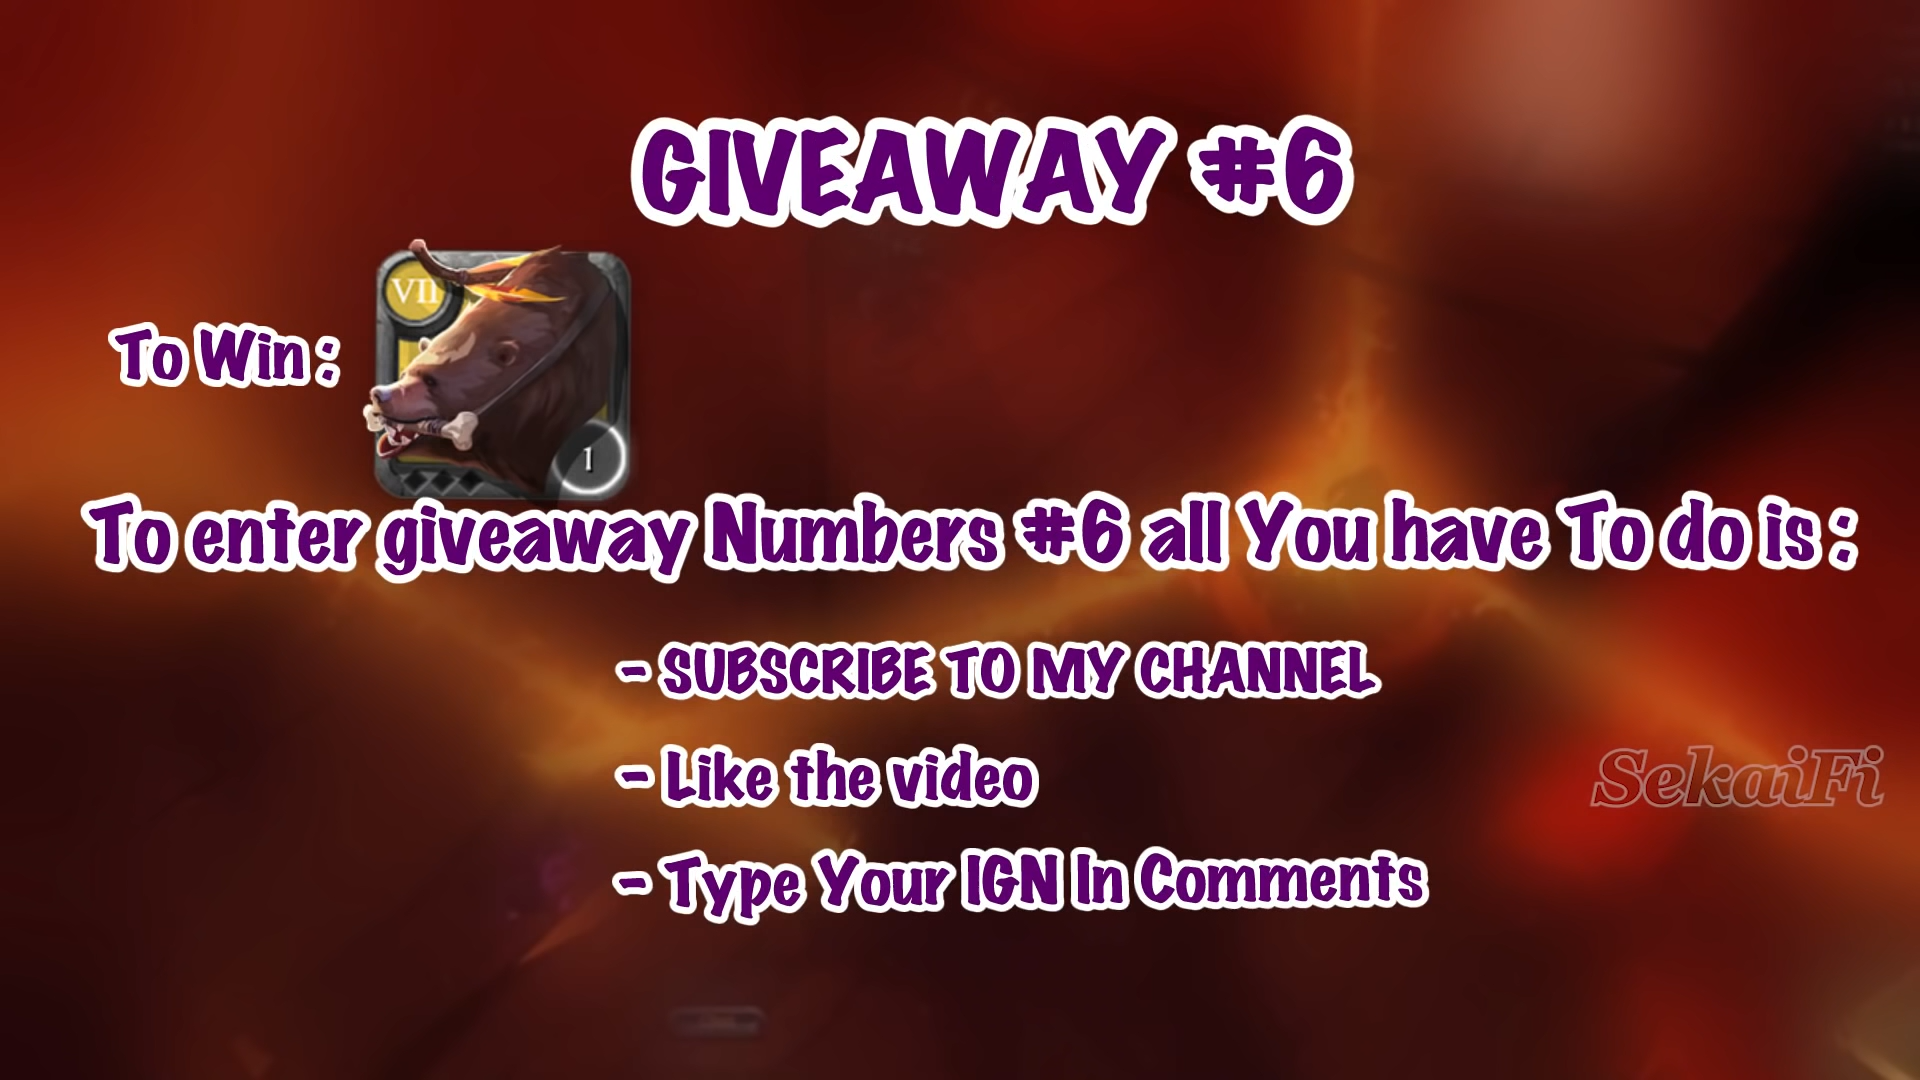 GIVEAWAY #6
VII
To Win :
1
To enter giveaway Numbers #6 all You have To do is :
- SUBSCRIBE TO MY CHANNEL
- Like the video
SekaiFi
- Type Your IGN In Comments